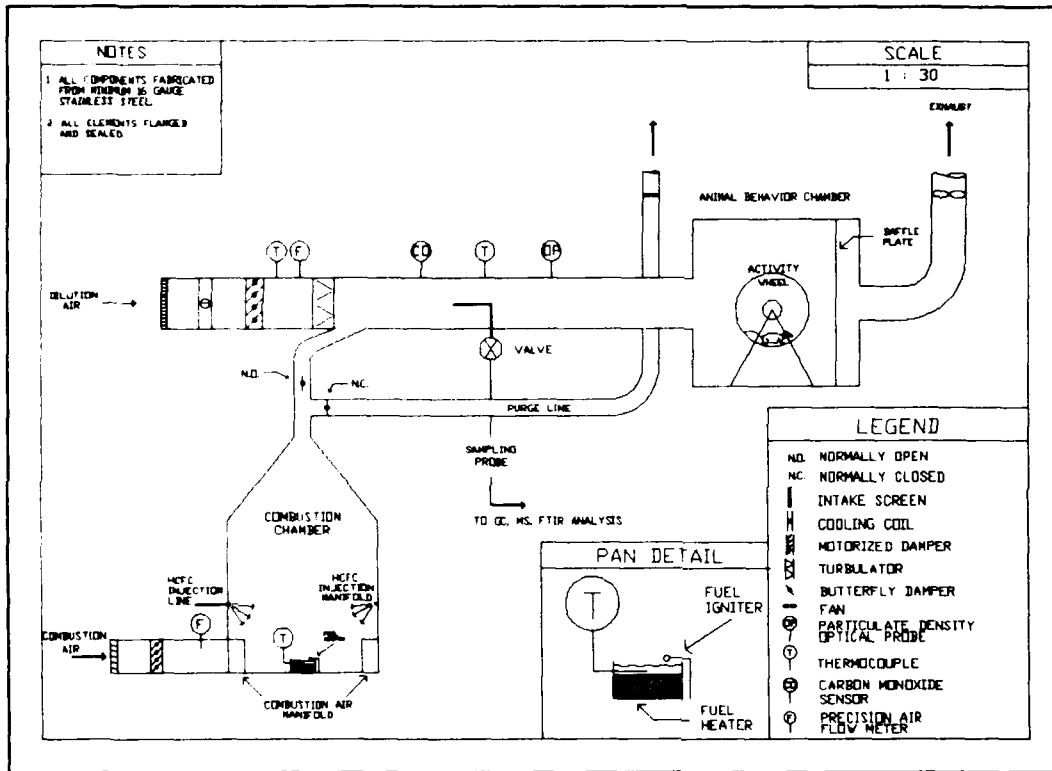 NOTES
1 ALL COMPONENTS FABRICATED
FROM MINIMUM 16 GAUGE
STAINLESS STEEL
2 ALL ELEMENTS FLANGED
AND SEALED
SCALE
1 : 30
EXHAUST
ANIMAL BEHAVIOR CHAMBER
BAFFLE
PLATE
ACTIVITY
WHEEL
T
F
CO
T
OP
DILUTION
AIR
VALVE
N.O.
N.C.
PURGE LINE
SAMPLING
PROBE
TO GC, MS, FTIR ANALYSIS
COMBUSTION
CHAMBER
HCFC
INJECTION
LINE
HCFC
INJECTION
MANIFOLD
F
T
COMBUSTION
AIR
COMBUSTION AIR
MANIFOLD
PAN DETAIL
T
FUEL
IGNITER
FUEL
HEATER
LEGEND
N.O. NORMALLY OPEN
N.C. NORMALLY CLOSED
INTAKE SCREEN
COOLING COIL
MOTORIZED DAMPER
TURBULATOR
BUTTERFLY DAMPER
FAN
OP PARTICULATE DENSITY
OPTICAL PROBE
T THERMOCOUPLE
CO CARBON MONOXIDE
SENSOR
F PRECISION AIR
FLOW METER